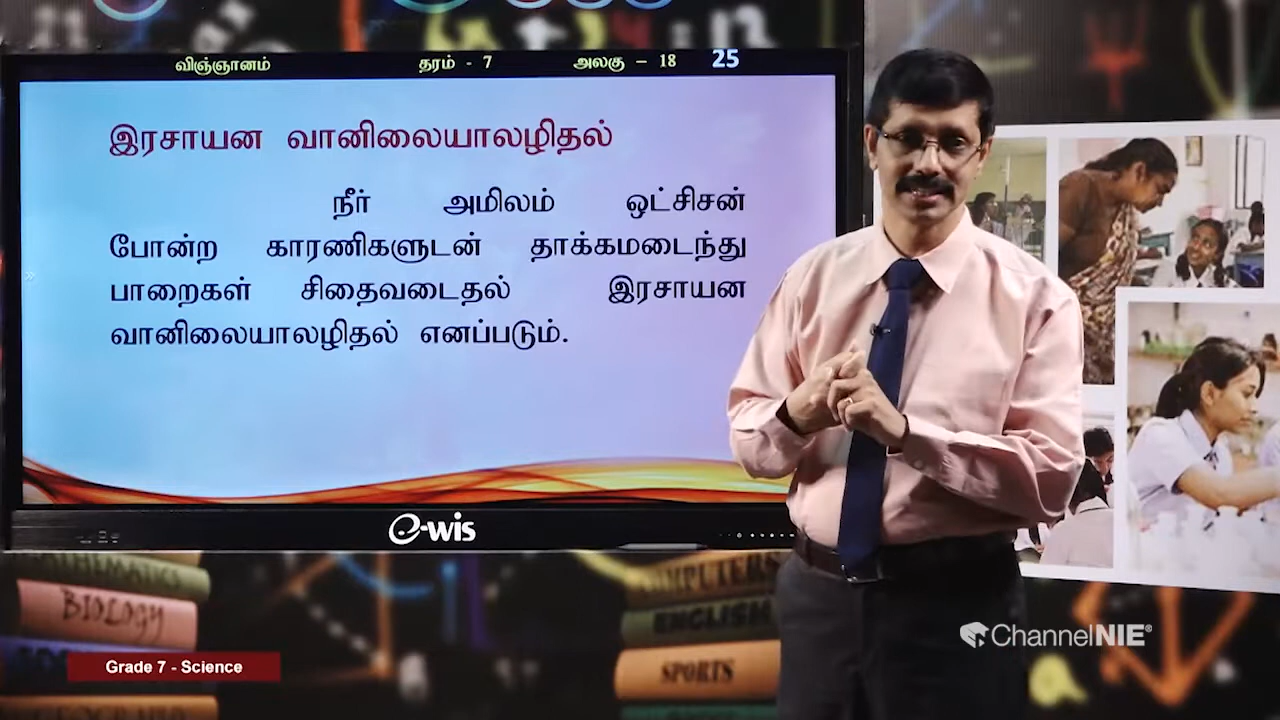 விஞ்ஞானம் தரம் - 7 அலகு – 18 25
இரசாயன வானிலையாலழிதல்
நீர் அமிலம் ஒட்சிசன்
போன்ற காரணிகளுடன் தாக்கமடைந்து
பாறைகள் சிதைவடைதல் இரசாயன
வானிலையாலழிதல் எனப்படும்.
e-wis
MATHEMATICS
BIOLOGY
COMPUTERS
ENGLISH
SPORTS
ChannelNIE®
Grade 7 - Science